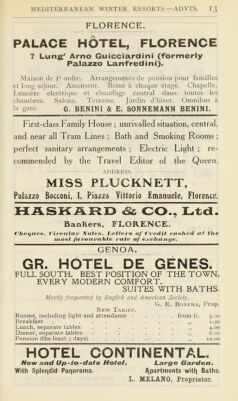 MEDITERRANEAN WINTER RESORTS—ADVTS. 13
FLORENCE.
PALACE HÔTEL, FLORENCE
7 Lung' Arno Guicciardini (formerly
Palazzo Lanfredini).
Maison de 1er ordre. Arrangements de pension pour familles
et long séjour. Ascenseur. Bains à chaque étage. Chapelle.
Lumière electrique et chauffage central dans toutes les
chambres. Salons. Terrasse. Jardin d'hiver. Omnibus à
la gare. G. BENINI & E. SONNEMANN BENINI.
First-class Family House; unrivalled situation, central,
and near all Tram Lines; Bath and Smoking Rooms;
perfect sanitary arrangements; Electric Light; re-
commended by the Travel Editor of the Queen.
ADDRESS
MISS PLUCKNETT,
Palazzo Bocconi, 1, Piazza Vittorio Emanuele, Florence.
HASKARD & CO., Ltd.
Bankers, FLORENCE.
Cheques, Circular Notes, Letters of Credit cashed at the
most favourable rate of exchange.
GENOA.
GR. HOTEL DE GÊNES,
FULL SOUTH. BEST POSITION OF THE TOWN,
EVERY MODERN COMFORT.
SUITES WITH BATHS.
Mostly frequented by English and American Society.
G. R. BONERA, Prop.
NEW TARIFF.
Rooms, including light and attendance . . . from fr. 5.00
Breakfast . . . 1.50
Lunch, separate tables . . . 4.00
Dinner, separate tables . . . 6.00
Pension (the least 5 days) . . . 12.00
HOTEL CONTINENTAL.
New and Up-to-date Hotel. Large Garden.
With Splendid Panorama. Apartments with Baths.
L. MELANO, Proprietor.